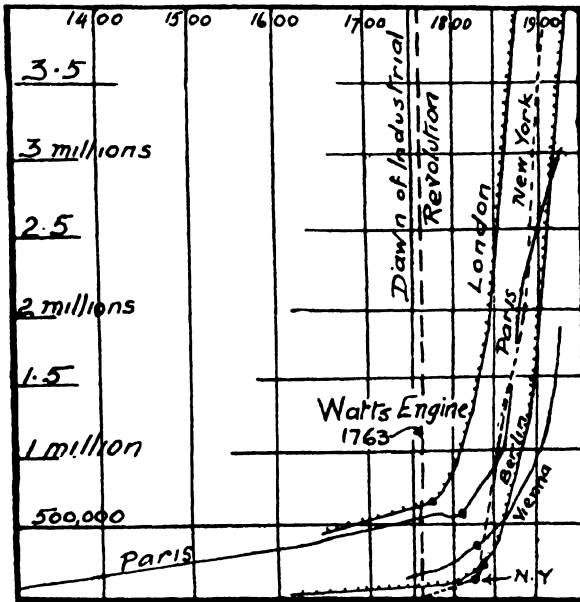 1400 1500 1600 1700 1800 1900
3.5
3 millions
2.5
2 millions
1.5
1 million
500,000
Dawn of Industrial
Revolution
London
New York
Paris
Watts Engine
1763
Berlin
Vienna
Paris
N.Y